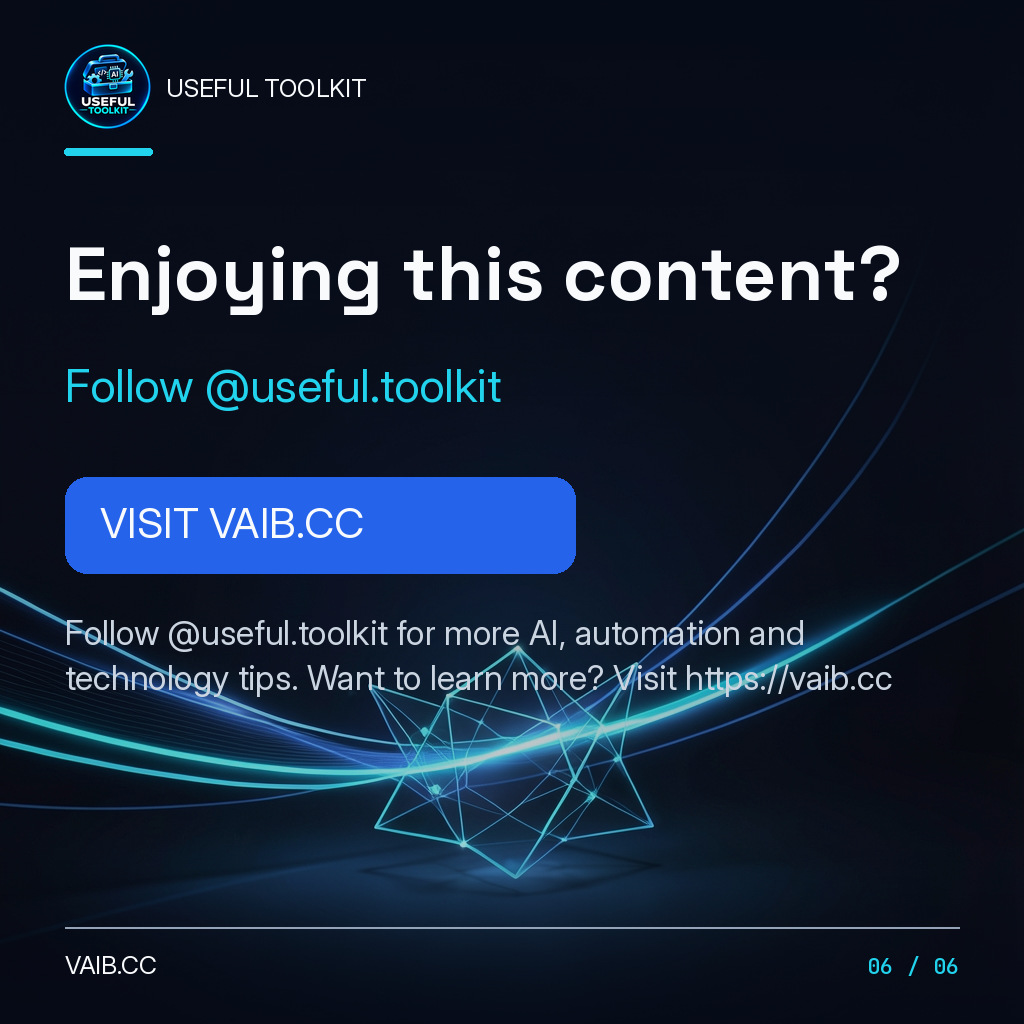 AI
USEFUL
TOOLKIT
USEFUL TOOLKIT
Enjoying this content?
Follow @useful.toolkit
VISIT VAIB.CC
Follow @useful.toolkit for more AI, automation and
technology tips. Want to learn more? Visit https://vaib.cc
VAIB.CC
06 / 06